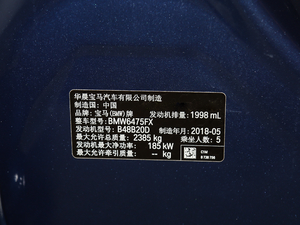 华晨宝马汽车有限公司制造
制造国：中国
品牌：宝马(BMW)牌 发动机排量：1998 mL
整车型号：BMW6475FX
发动机型号：B48B20D 制造年月：2018-05
最大允许总质量：2385 kg 乘坐人数：5
发动机最大净功率：185 kW
最大允许牵引质量：-- kg